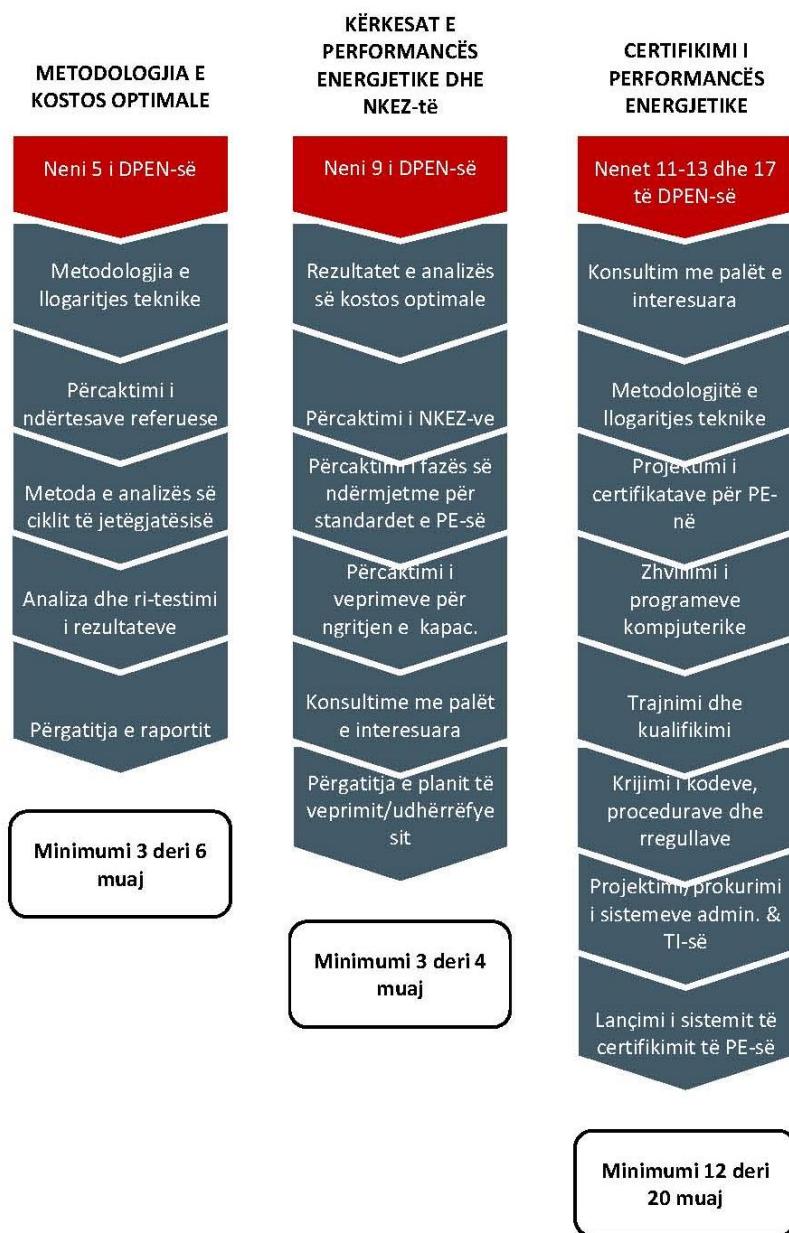 METODOLOGJIA E
KOSTOS OPTIMALE
Neni 5 i DPEN-së
Metodologjia e
llogaritjes teknike
Përcaktimi i
ndërtesave referuese
Metoda e analizës së
ciklit të jetëgjatësisë
Analiza dhe ri-testimi
i rezultateve
Përgatitja e raportit
Minimumi 3 deri 6
muaj
KËRKESAT E
PERFORMANCËS
ENERGJETIKE DHE
NKEZ-të
Neni 9 i DPEN-së
Rezultatet e analizës
së kostos optimale
Përcaktimi i NKEZ-ve
Përcaktimi i fazës së
ndërmjetme për
standardet e PE-së
Përcaktimi i
veprimeve për
ngritjen e kapac.
Konsultime me palët
e interesuara
Përgatitja e planit të
veprimit/udhërrëfye
sit
Minimumi 3 deri 4
muaj
CERTIFIKIMI I
PERFORMANCËS
ENERGJETIKE
Nenet 11-13 dhe 17
të DPEN-së
Konsultim me palët e
interesuara
Metodologjitë e
llogaritjes teknike
Projektimi i
certifikatave për PE-
në
Zhvillimi i
programeve
kompjuterike
Trajnimi dhe
kualifikimi
Krijimi i kodeve,
procedurave dhe
rregullave
Projektimi/prokurimi
i sistemeve admin. &
TI-së
Lançimi i sistemit të
certifikimit të PE-së
Minimumi 12 deri
20 muaj